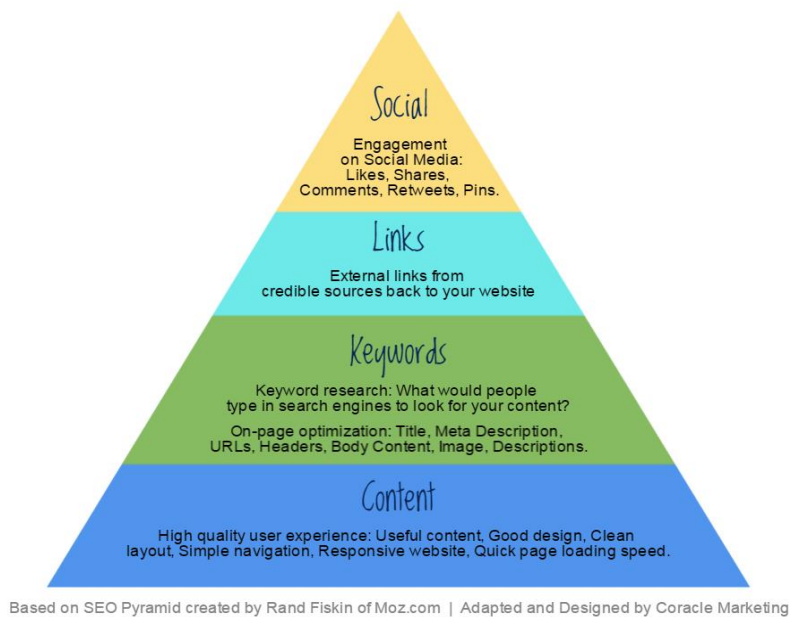 Social
Engagement
on Social Media:
Likes, Shares,
Comments, Retweets, Pins.
Links
External links from
credible sources back to your website
Keywords
Keyword research: What would people
type in search engines to look for your content?
On-page optimization: Title, Meta Description,
URLs, Headers, Body Content, Image, Descriptions.
Content
High quality user experience: Useful content, Good design, Clean
layout, Simple navigation, Responsive website, Quick page loading speed.
Based on SEO Pyramid created by Rand Fiskin of Moz.com | Adapted and Designed by Coracle Marketing